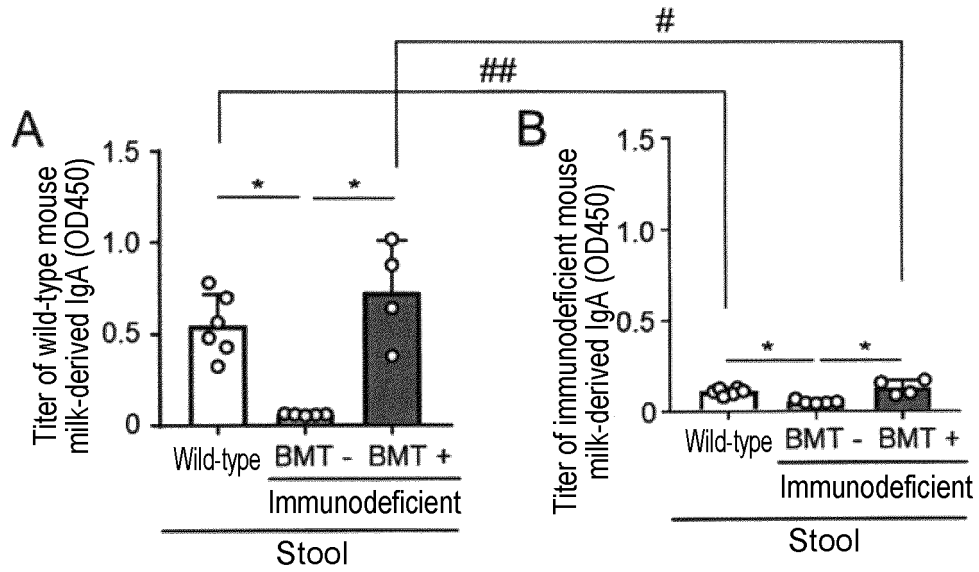 #
##
A
B
Titer of wild-type mouse
milk-derived IgA (OD450)
1.5
1.0
0.5
0
* *
Wild-type BMT - BMT +
Immunodeficient
Stool
Titer of immunodeficient mouse
milk-derived IgA (OD450)
1.5
1.0
0.5
0
* *
Wild-type BMT - BMT +
Immunodeficient
Stool